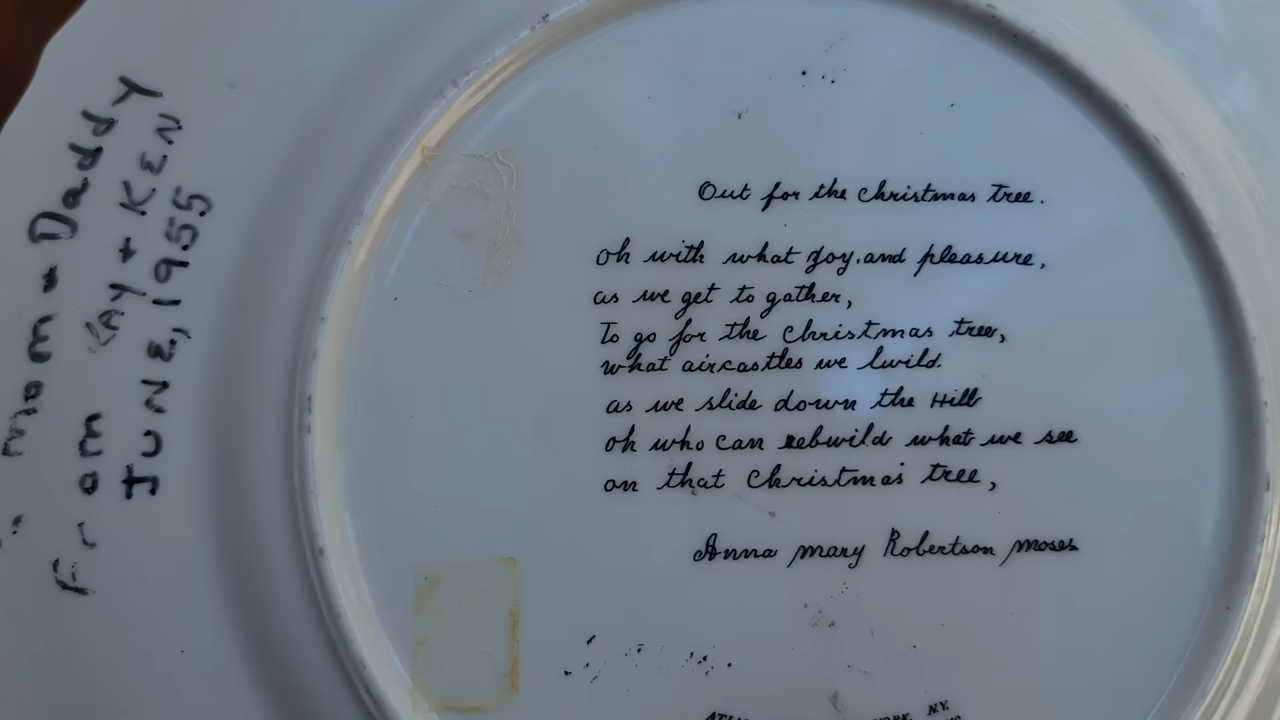 Out for the Christmas tree.
oh with what Joy, and pleasure,
as we get to gather,
To go for the Christmas tree,
what aircastles we bwild.
as we slide down the Hill
oh who can rebwild what we see
on that Christmas tree,
Anna mary Robertson moses
N.Y.
mom - Daddy
From KAY + KEN
JUNE, 1955